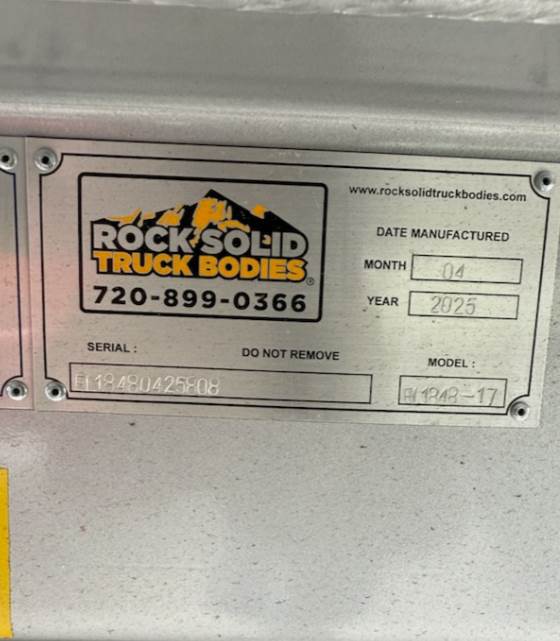 www.rocksolidtruckbodies.com
ROCK SOLID
TRUCK BODIES®
720-899-0366
DATE MANUFACTURED
MONTH 04
YEAR 2025
SERIAL :
DO NOT REMOVE
MODEL :